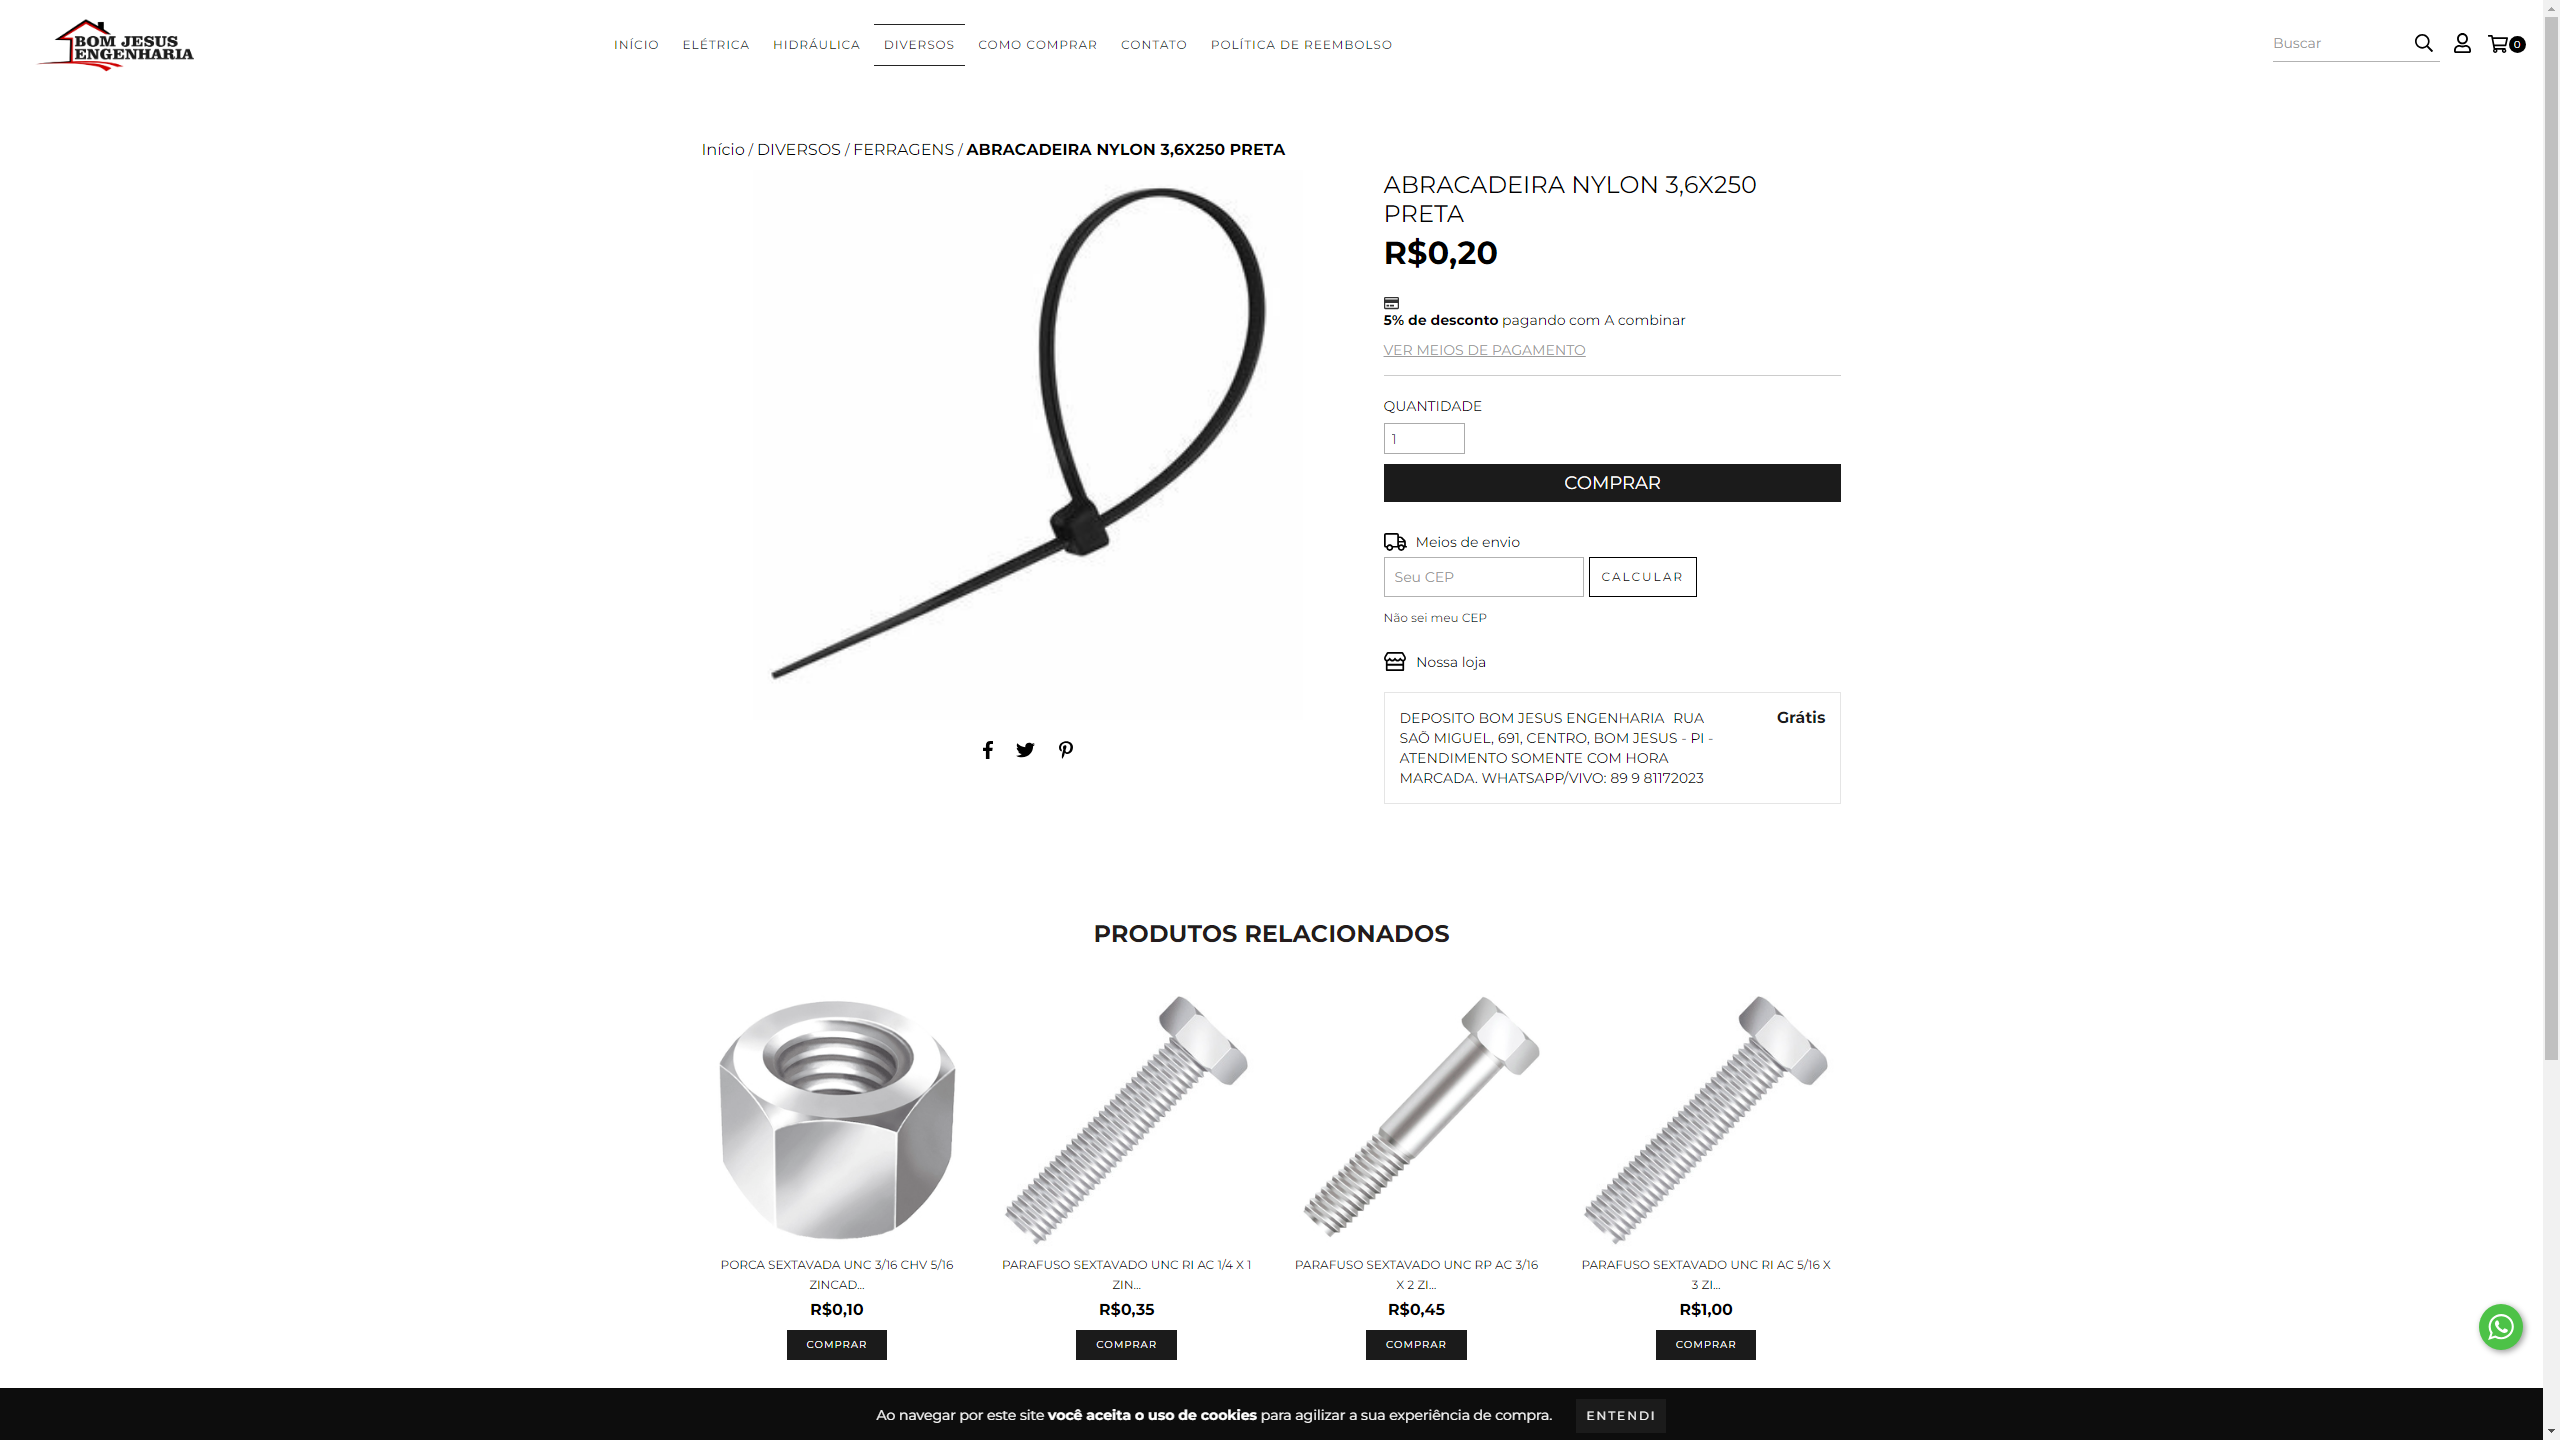 BOM JESUS
ENGENHARIA
INÍCIO
ELÉTRICA
HIDRÁULICA
DIVERSOS
COMO COMPRAR
CONTATO
POLÍTICA DE REEMBOLSO
Buscar
0
Início / DIVERSOS / FERRAGENS / ABRACADEIRA NYLON 3,6X250 PRETA
ABRACADEIRA NYLON 3,6X250
PRETA
R$0,20
5% de desconto pagando com A combinar
VER MEIOS DE PAGAMENTO
QUANTIDADE
1
COMPRAR
Meios de envio
Seu CEP
CALCULAR
Não sei meu CEP
Nossa loja
DEPOSITO BOM JESUS ENGENHARIA RUA
SAÕ MIGUEL, 691, CENTRO, BOM JESUS - PI -
ATENDIMENTO SOMENTE COM HORA
MARCADA. WHATSAPP/VIVO: 89 9 81172023
Grátis
PRODUTOS RELACIONADOS
PORCA SEXTAVADA UNC 3/16 CHV 5/16
ZINCAD...
R$0,10
COMPRAR
PARAFUSO SEXTAVADO UNC RI AC 1/4 X 1
ZIN...
R$0,35
COMPRAR
PARAFUSO SEXTAVADO UNC RP AC 3/16
X 2 ZI...
R$0,45
COMPRAR
PARAFUSO SEXTAVADO UNC RI AC 5/16 X
3 ZI...
R$1,00
COMPRAR
Ao navegar por este site você aceita o uso de cookies para agilizar a sua experiência de compra.
ENTENDI